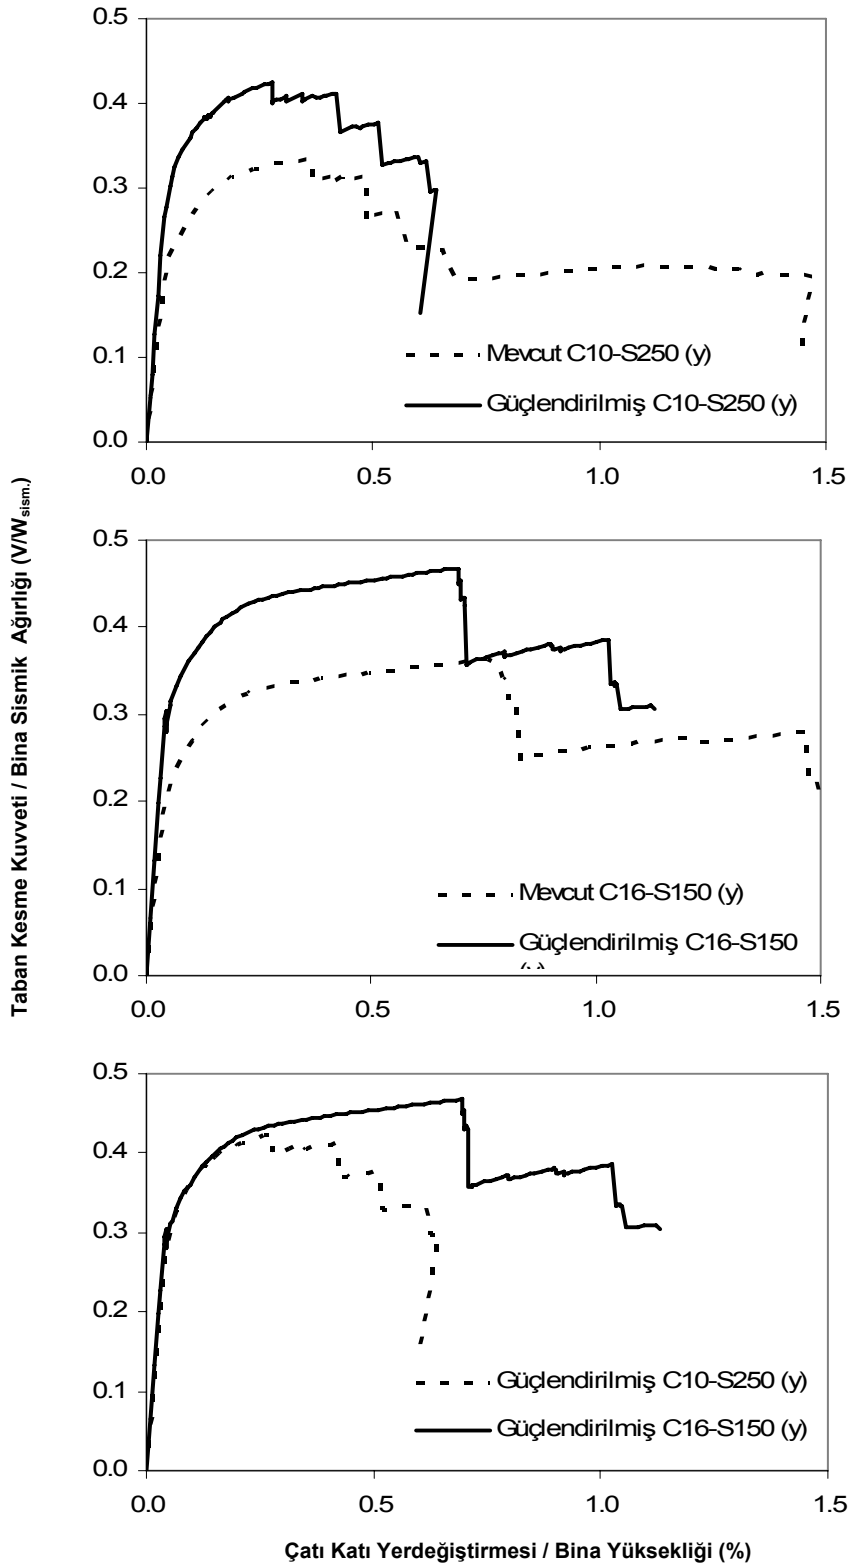 Taban Kesme Kuvveti / Bina Sismik Ağırlığı (V/Wsism.)
0.5
0.4
0.3
0.2
0.1
0.0
Mevcut C10-S250 (y)
Güçlendirilmiş C10-S250 (y)
0.0 0.5 1.0 1.5
0.5
0.4
0.3
0.2
0.1
0.0
Mevcut C16-S150 (y)
Güçlendirilmiş C16-S150
0.0 0.5 1.0 1.5
0.5
0.4
0.3
0.2
0.1
0.0
Güçlendirilmiş C10-S250 (y)
Güçlendirilmiş C16-S150 (y)
0.0 0.5 1.0 1.5
Çatı Katı Yerdeğiştirmesi / Bina Yüksekliği (%)